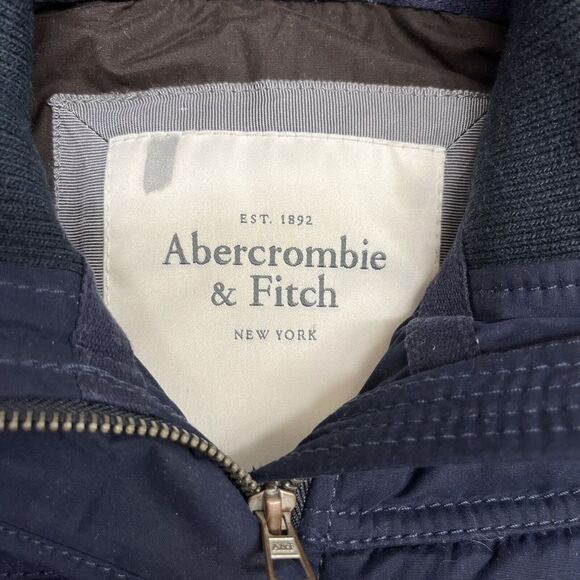 EST. 1892
Abercrombie
& Fitch
NEW YORK
A&F